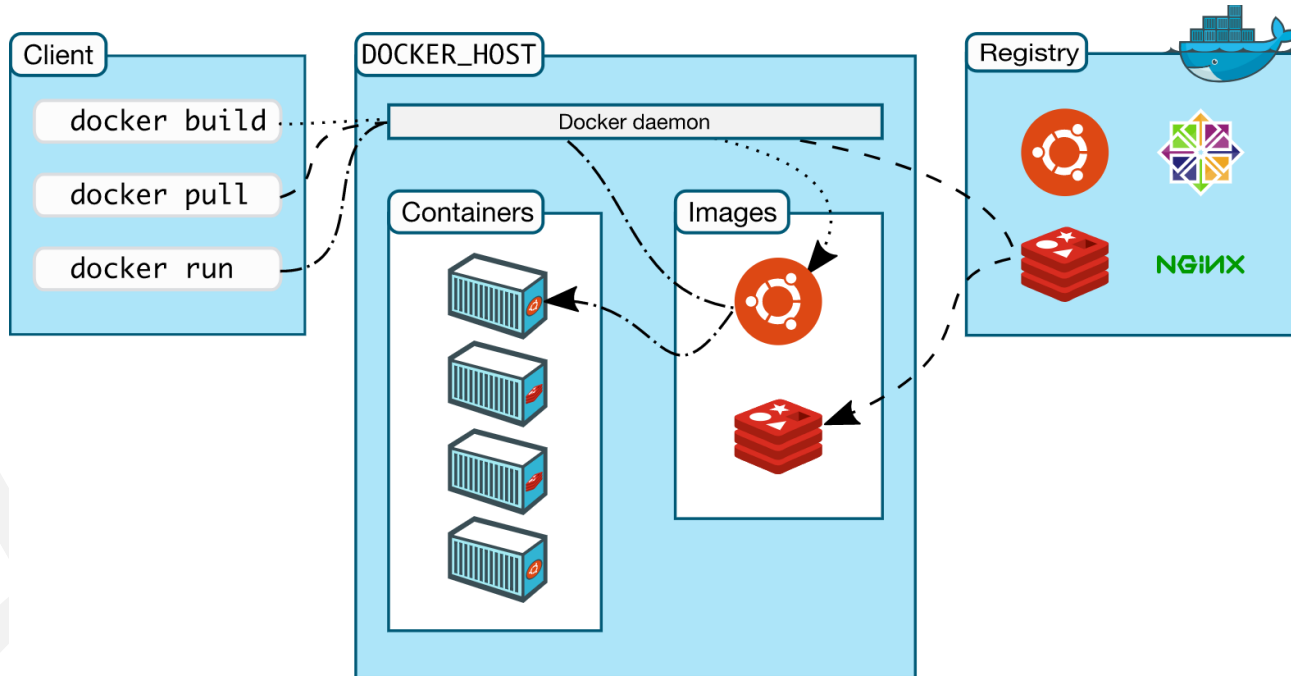 Client
docker build
docker pull
docker run
DOCKER_HOST
Docker daemon
Containers
Images
Registry
NGINX